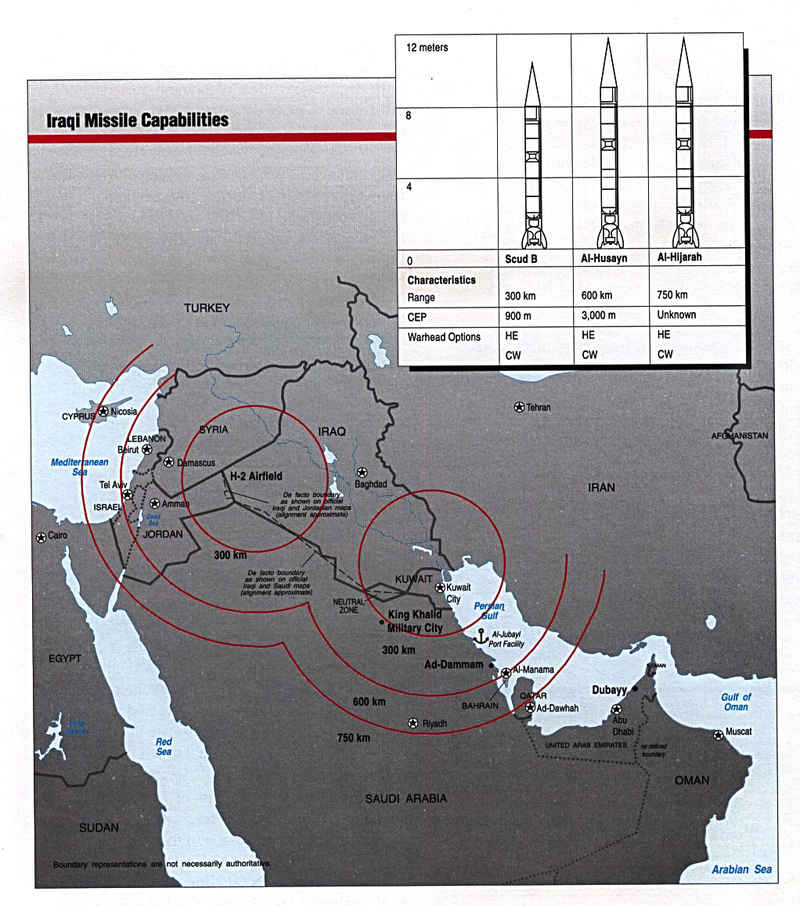 Iraqi Missile Capabilities
12 meters
8
4
0
Scud B
Al-Husayn
Al-Hijarah
Characteristics
Range
300 km
600 km
750 km
CEP
900 m
3,000 m
Unknown
Warhead Options
HE
HE
HE
CW
CW
CW
TURKEY
CYPRUS
Nicosia
SYRIA
IRAQ
Tehran
AFGHANISTAN
LEBANON
Beirut
Mediterranean
Sea
Damascus
H-2 Airfield
Baghdad
IRAN
Tel Aviv
ISRAEL
Amman
De facto boundary
as shown on official
Iraqi and Jordanian maps
(alignment approximate)
Cairo
JORDAN
300 km
De facto boundary
as shown on official
Iraqi and Saudi maps
(alignment approximate)
KUWAIT
Kuwait
City
NEUTRAL
ZONE
Persian
Gulf
King Khalid
Military City
300 km
Al-Jubayl
Port Facility
EGYPT
Ad-Dammam
Al-Manama
BAHRAIN
QATAR
Ad-Dawhah
Dubayy
Abu
Dhabi
OMAN
Gulf of
Oman
600 km
Riyadh
750 km
Red
Sea
UNITED ARAB EMIRATES
boundary
Muscat
OMAN
SAUDI ARABIA
SUDAN
Boundary representations are not necessarily authoritative.
Arabian Sea